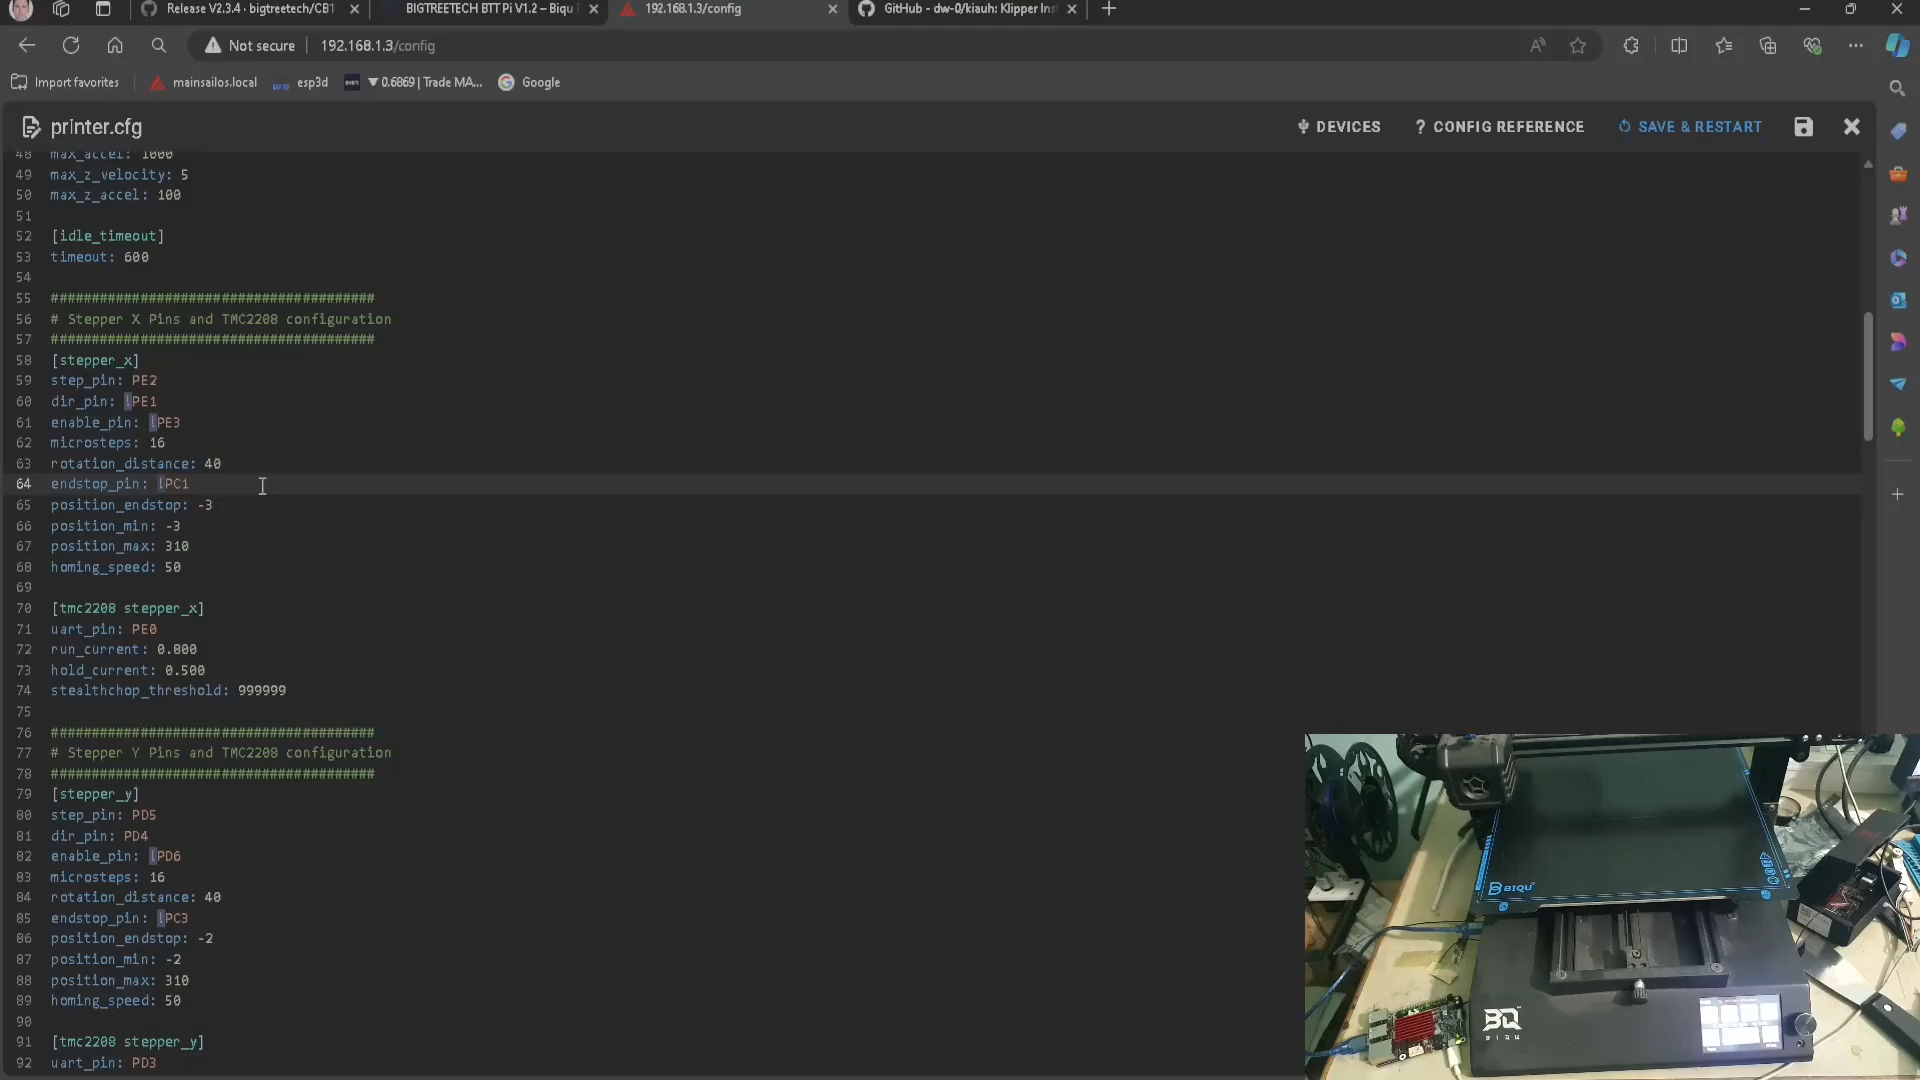 Release V2.3.4 · bigtreetech/CB1
BIGTREETECH BTT Pi V1.2 – Biqu
192.168.1.3/config
GitHub - dw-0/kiauh: Klipper Ins
Not secure
192.168.1.3/config
Import favorites
mainsailos.local
esp3d
▼0.6869 | Trade MA...
Google
printer.cfg
DEVICES
? CONFIG REFERENCE
SAVE & RESTART
48 max_accel: 1000
49 max_z_velocity: 5
50 max_z_accel: 100
51
52 [idle_timeout]
53 timeout: 600
54
55 ########################################
56 # Stepper X Pins and TMC2208 configuration
57 ########################################
58 [stepper_x]
59 step_pin: PE2
60 dir_pin: !PE1
61 enable_pin: !PE3
62 microsteps: 16
63 rotation_distance: 40
64 endstop_pin: !PC1
65 position_endstop: -3
66 position_min: -3
67 position_max: 310
68 homing_speed: 50
69
70 [tmc2208 stepper_x]
71 uart_pin: PE0
72 run_current: 0.800
73 hold_current: 0.500
74 stealthchop_threshold: 999999
75
76 ########################################
77 # Stepper Y Pins and TMC2208 configuration
78 ########################################
79 [stepper_y]
80 step_pin: PD5
81 dir_pin: PD4
82 enable_pin: !PD6
83 microsteps: 16
84 rotation_distance: 40
85 endstop_pin: !PC3
86 position_endstop: -2
87 position_min: -2
88 position_max: 310
89 homing_speed: 50
90
91 [tmc2208 stepper_y]
92 uart_pin: PD3
BIQU
BQ
BIQU